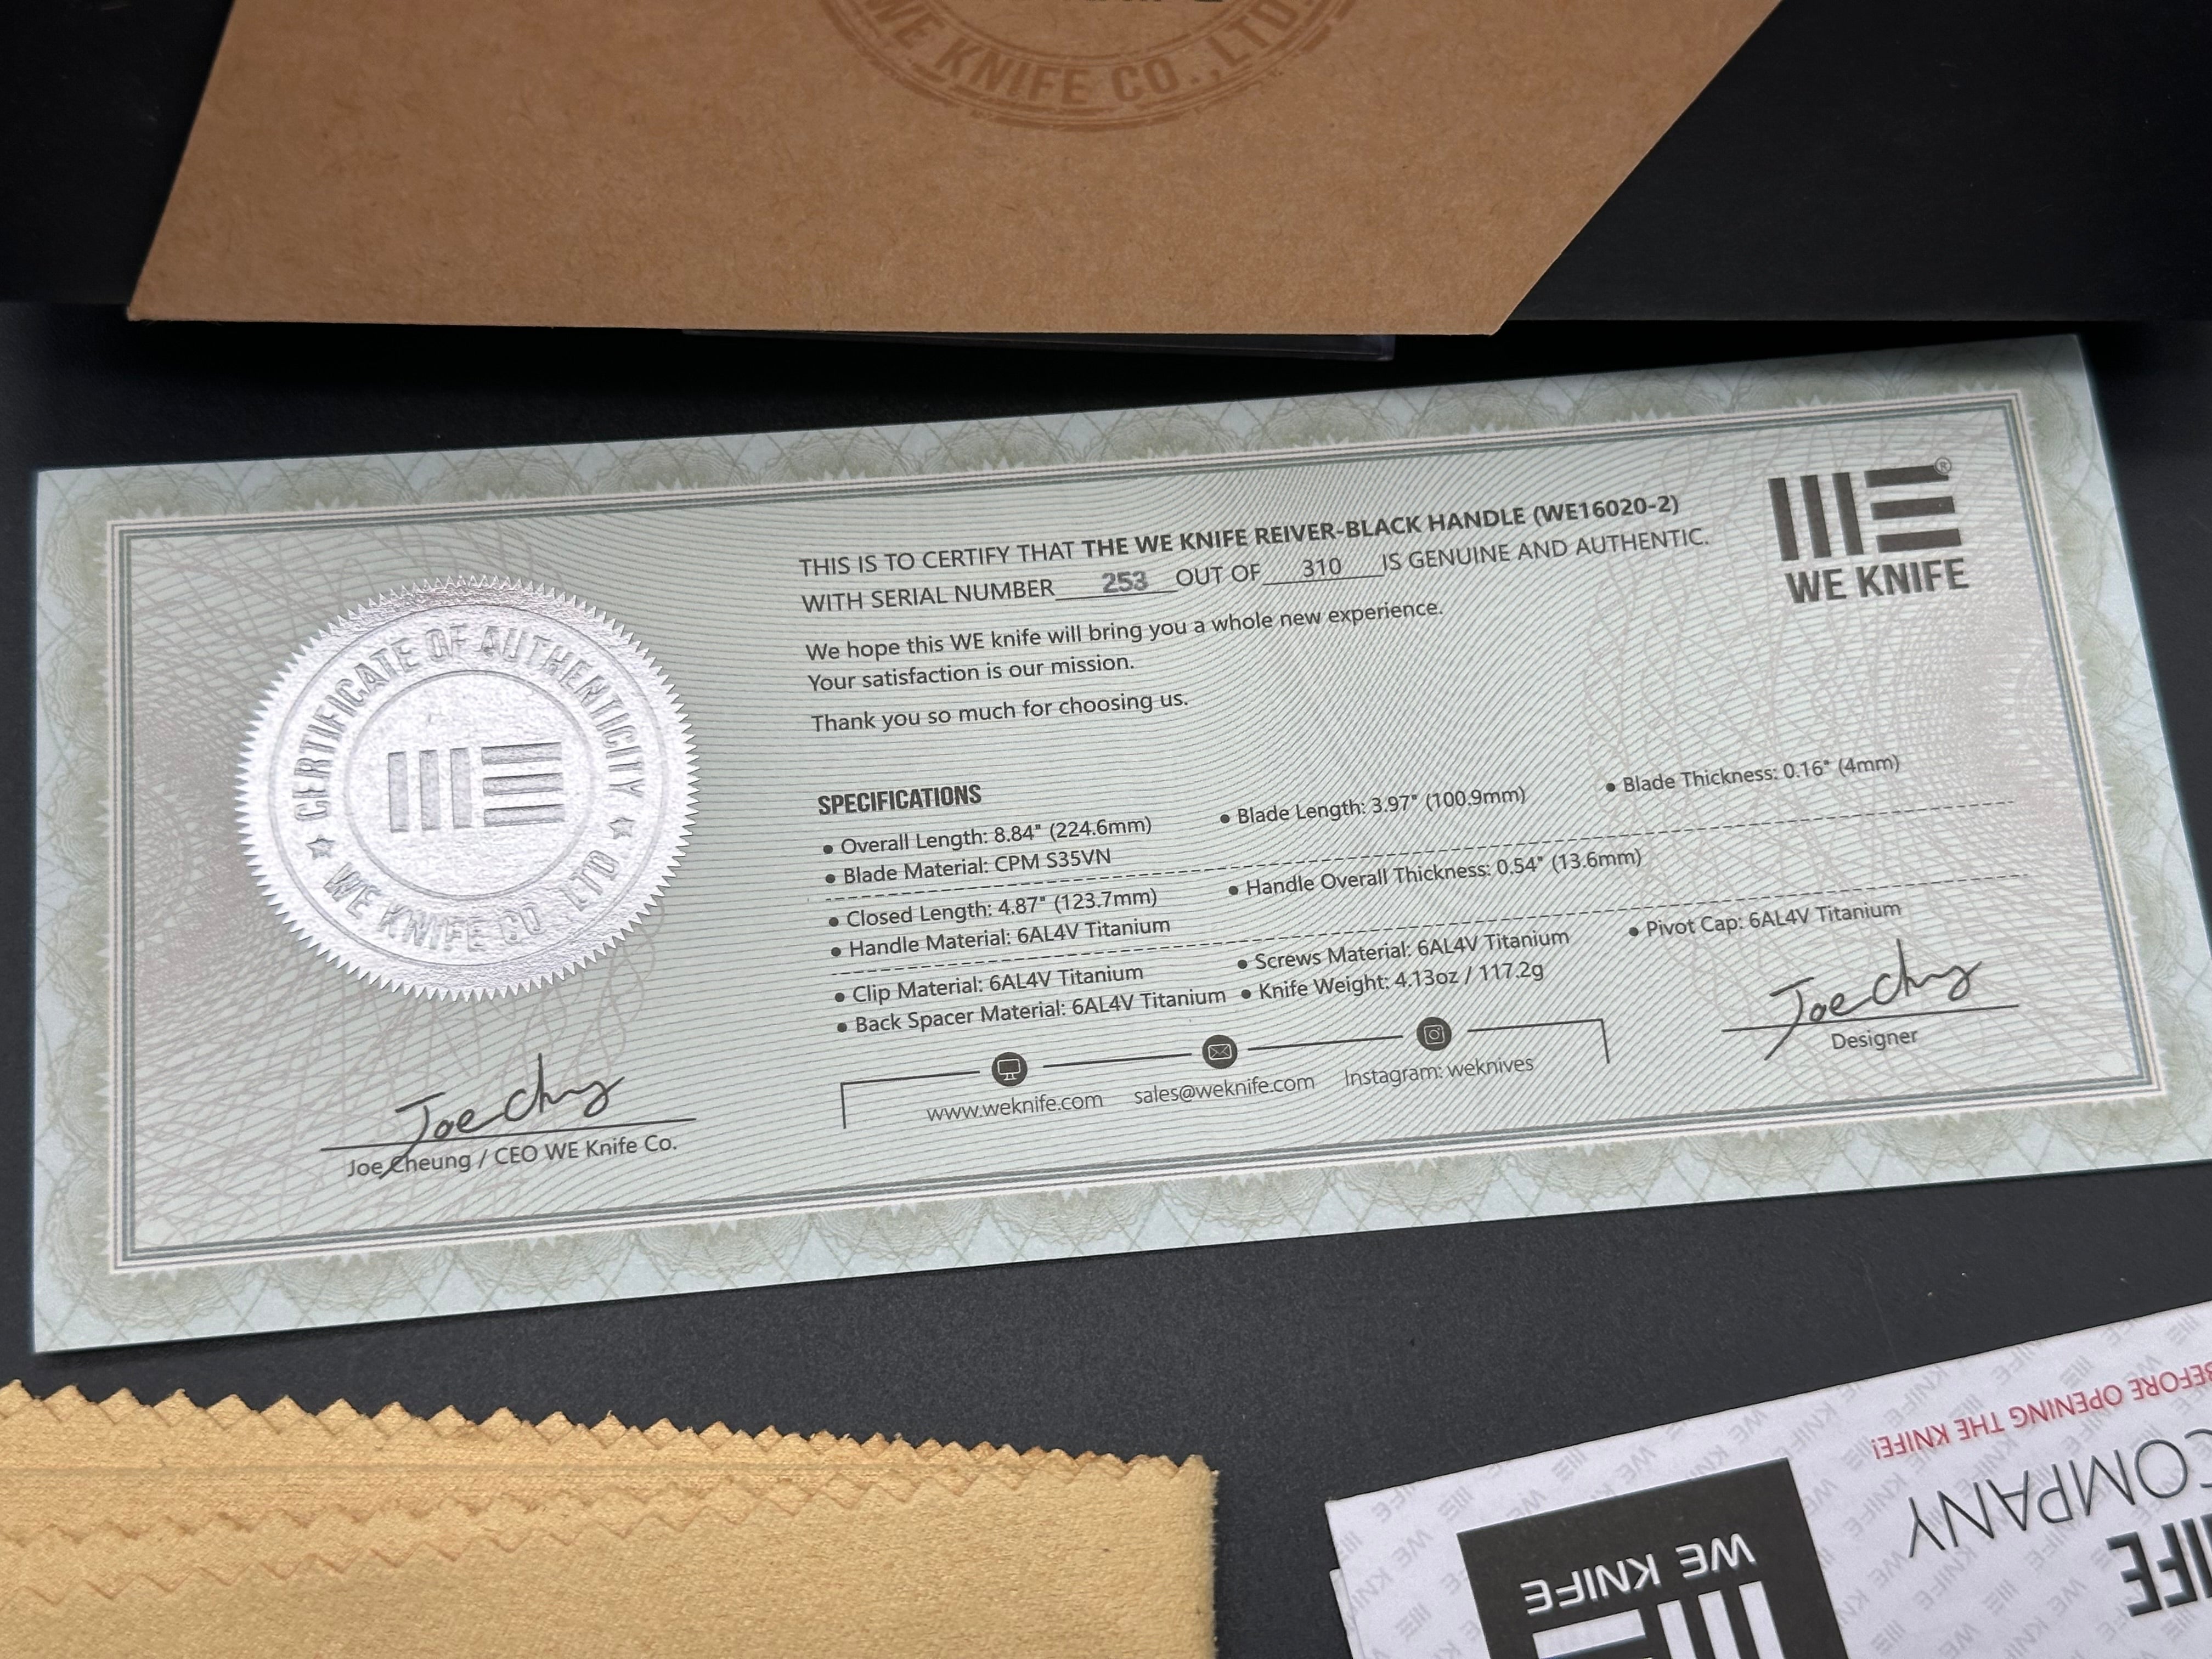 WE KNIFE CO., LTD.
THIS IS TO CERTIFY THAT THE WE KNIFE REIVER-BLACK HANDLE (WE16020-2)
WITH SERIAL NUMBER 253 OUT OF 310 IS GENUINE AND AUTHENTIC.
We hope this WE knife will bring you a whole new experience.
Your satisfaction is our mission.
Thank you so much for choosing us.
WE ®
WE KNIFE
CERTIFICATE OF AUTHENTICITY
WE
WE KNIFE CO LTD
SPECIFICATIONS
• Overall Length: 8.84" (224.6mm) • Blade Length: 3.97" (100.9mm) • Blade Thickness: 0.16" (4mm)
• Blade Material: CPM S35VN
• Closed Length: 4.87" (123.7mm) • Handle Overall Thickness: 0.54" (13.6mm)
• Handle Material: 6AL4V Titanium
• Clip Material: 6AL4V Titanium • Screws Material: 6AL4V Titanium • Pivot Cap: 6AL4V Titanium
• Back Spacer Material: 6AL4V Titanium • Knife Weight: 4.13oz / 117.2g
www.weknife.com sales@weknife.com Instagram: weknives
Joe Chung
Joe Cheung / CEO WE Knife Co.
Joe Chung
Designer
BEFORE OPENING THE KNIFE!
COMPANY
WE KNIFE